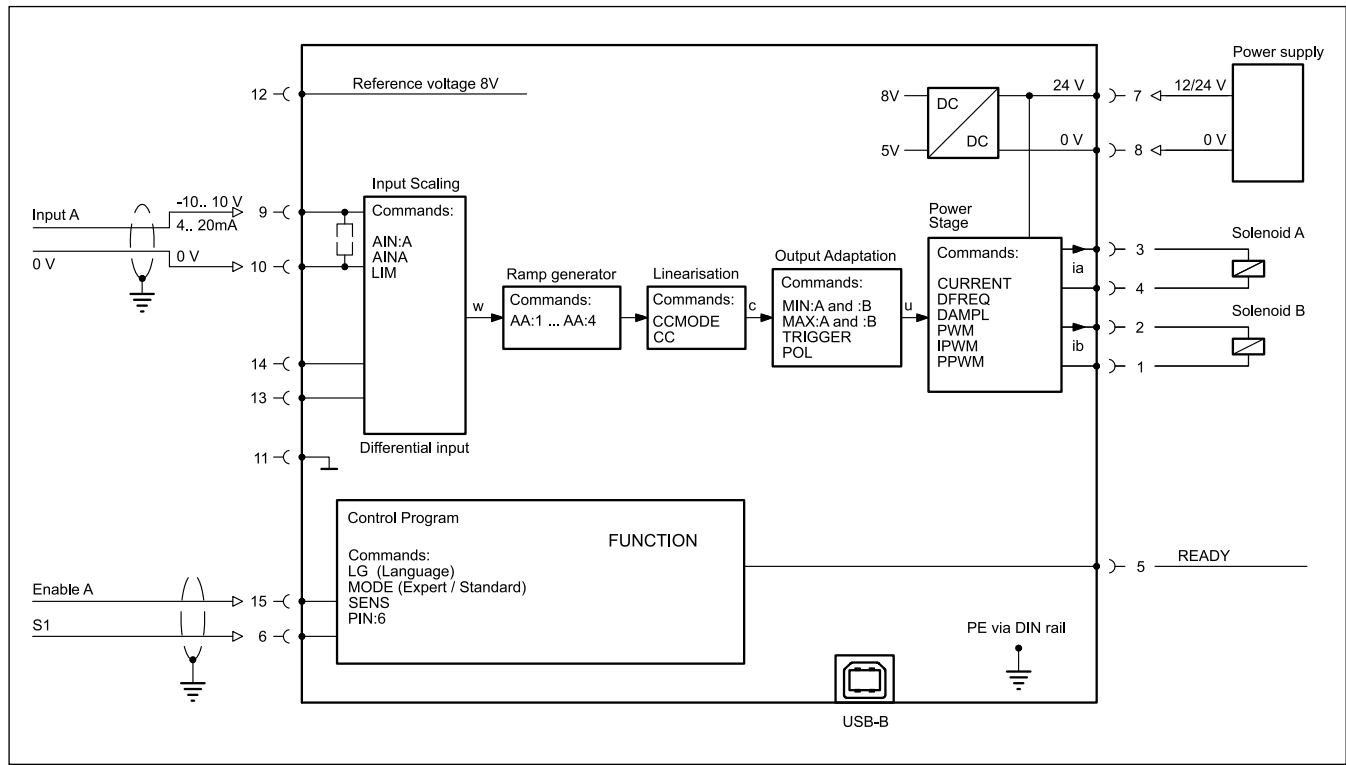 Power supply
12
Reference voltage 8V
8V
DC
24 V
7
12/24 V
5V
DC
0 V
8
0 V
Input A
-10.. 10 V
4.. 20mA
9
0 V
0 V
10
Input Scaling
Commands:
AIN:A
AINA
LIM
14
13
Differential input
11
w
Ramp generator
Commands:
AA:1 ... AA:4
Linearisation
Commands:
CCMODE
CC
c
Output Adaptation
Commands:
MIN:A and :B
MAX:A and :B
TRIGGER
POL
u
Power
Stage
Commands:
CURRENT
DFREQ
DAMPL
PWM
IPWM
PPWM
ia
3
Solenoid A
4
ib
2
Solenoid B
1
Control Program
FUNCTION
Commands:
LG (Language)
MODE (Expert / Standard)
SENS
PIN:6
5
READY
Enable A
15
S1
6
PE via DIN rail
USB-B